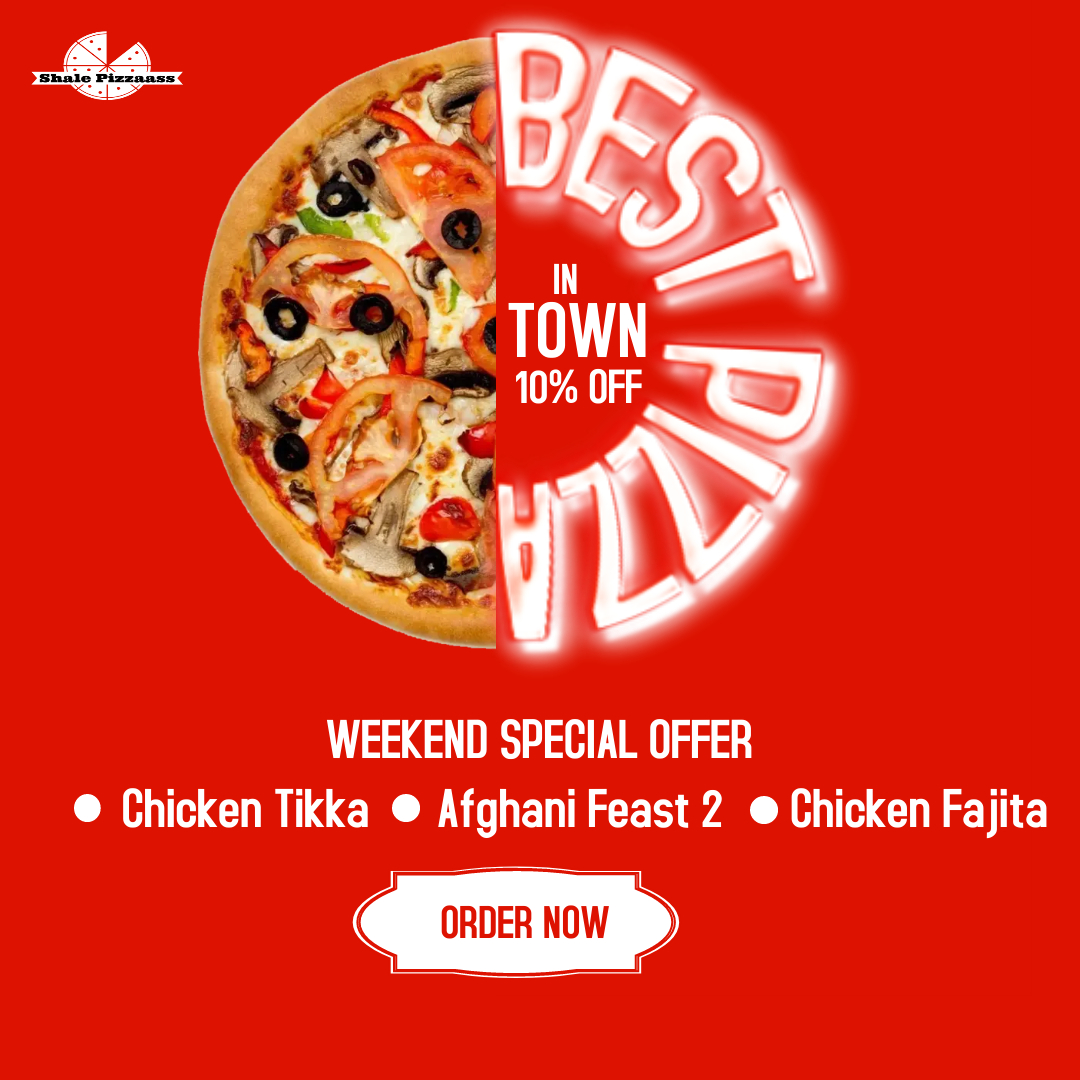 Shale Pizzaass
BEST PIZZA
IN
TOWN
10% OFF
WEEKEND SPECIAL OFFER
● Chicken Tikka ● Afghani Feast 2 ● Chicken Fajita
ORDER NOW